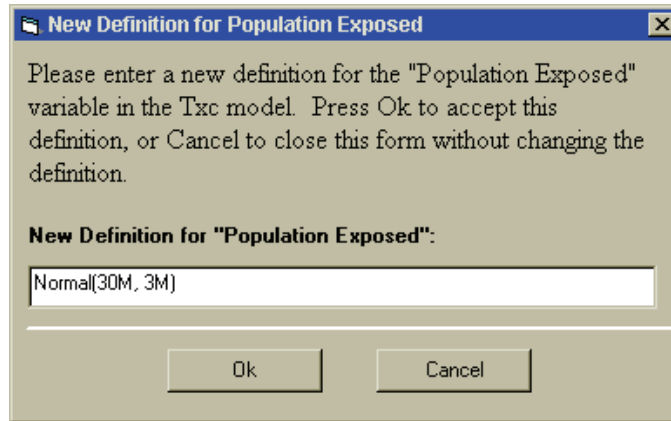 New Definition for Population Exposed
Please enter a new definition for the "Population Exposed"
variable in the Txc model.  Press Ok to accept this
definition, or Cancel to close this form without changing the
definition.
New Definition for "Population Exposed":
Normal(30M, 3M)
Ok
Cancel